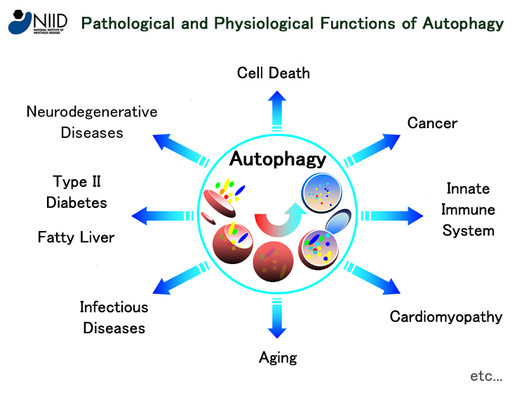 NIID
NATIONAL INSTITUTE OF
INFECTIOUS DISEASES
Pathological and Physiological Functions of Autophagy
Cell Death
Neurodegenerative
Diseases
Cancer
Autophagy
Type II
Diabetes
Innate
Immune
System
Fatty Liver
Infectious
Diseases
Cardiomyopathy
Aging
etc...